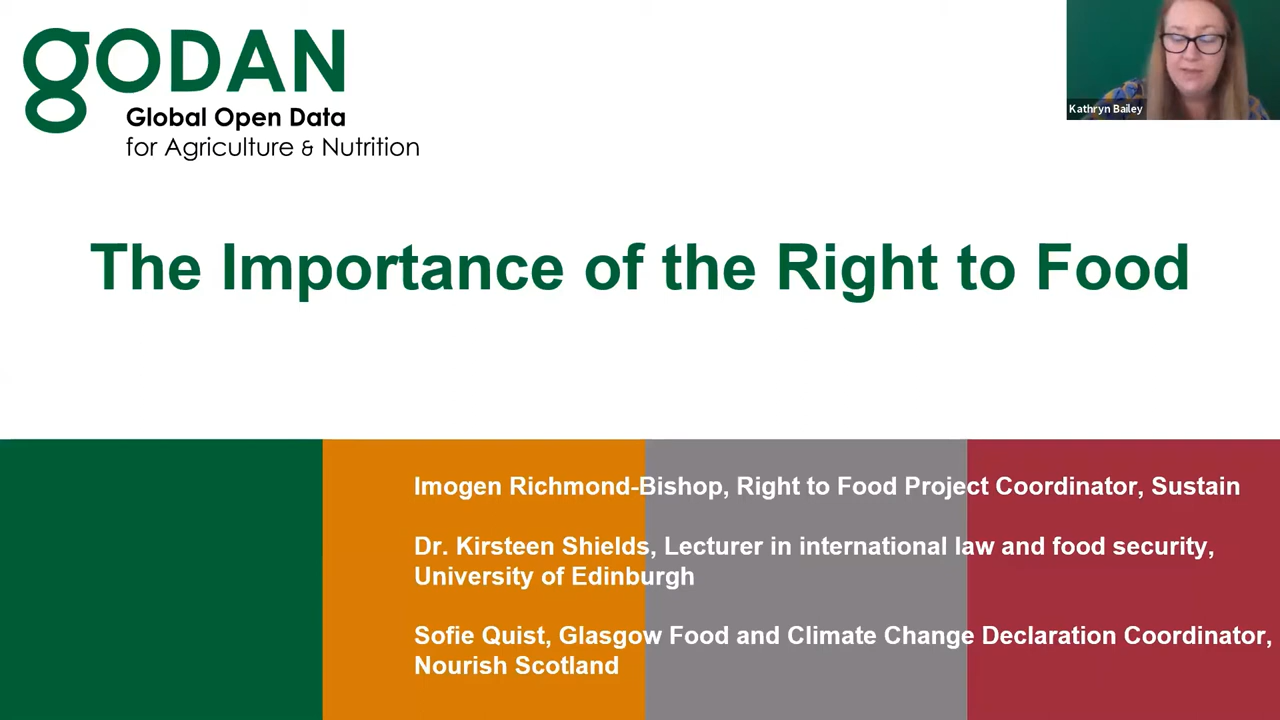 gODAN
Global Open Data
for Agriculture & Nutrition
Kathryn Bailey
The Importance of the Right to Food
Imogen Richmond-Bishop, Right to Food Project Coordinator, Sustain
Dr. Kirsteen Shields, Lecturer in international law and food security,
University of Edinburgh
Sofie Quist, Glasgow Food and Climate Change Declaration Coordinator,
Nourish Scotland